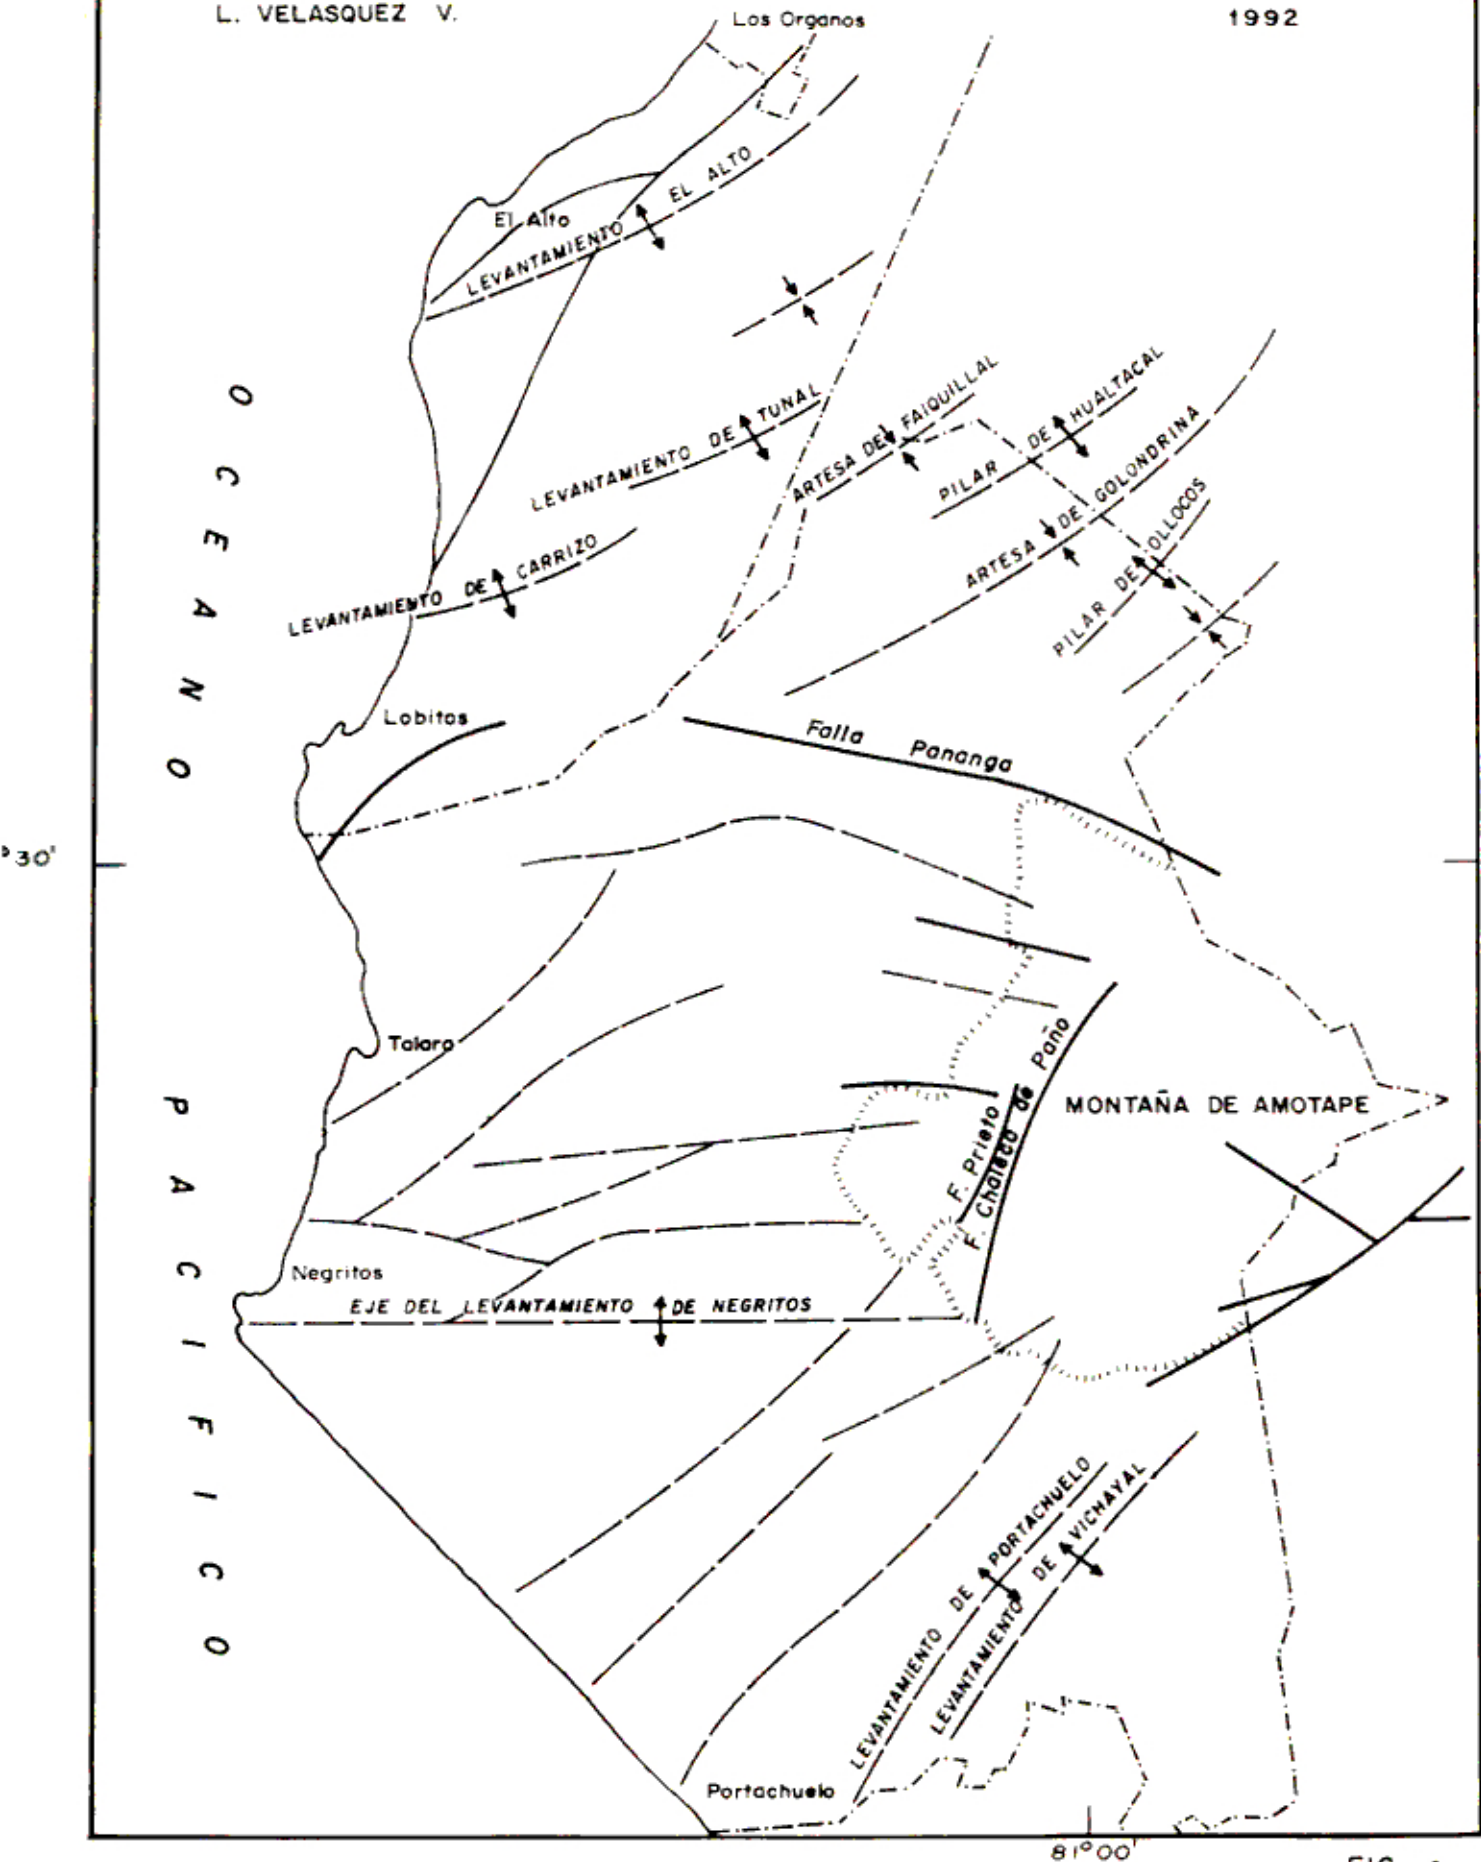 L. VELASQUEZ V.
Los Organos
1992
EL ALTO
El Alto
LEVANTAMIENTO
LEVANTAMIENTO DE TUNAL
ARTESA DE FAIQUILLAL
PILAR DE HUALTACAL
ARTESA DE GOLONDRINA
PILAR DE OLLOCOS
LEVANTAMIENTO DE CARRIZO
OCEANO
Lobitos
Falla Pananga
30'
Talara
F. Prieto
F. Chaleco de Paño
MONTAÑA DE AMOTAPE
PACIFICO
Negritos
EJE DEL LEVANTAMIENTO DE NEGRITOS
LEVANTAMIENTO DE PORTACHUELO
LEVANTAMIENTO DE VICHAYAL
Portachuelo
81°00'